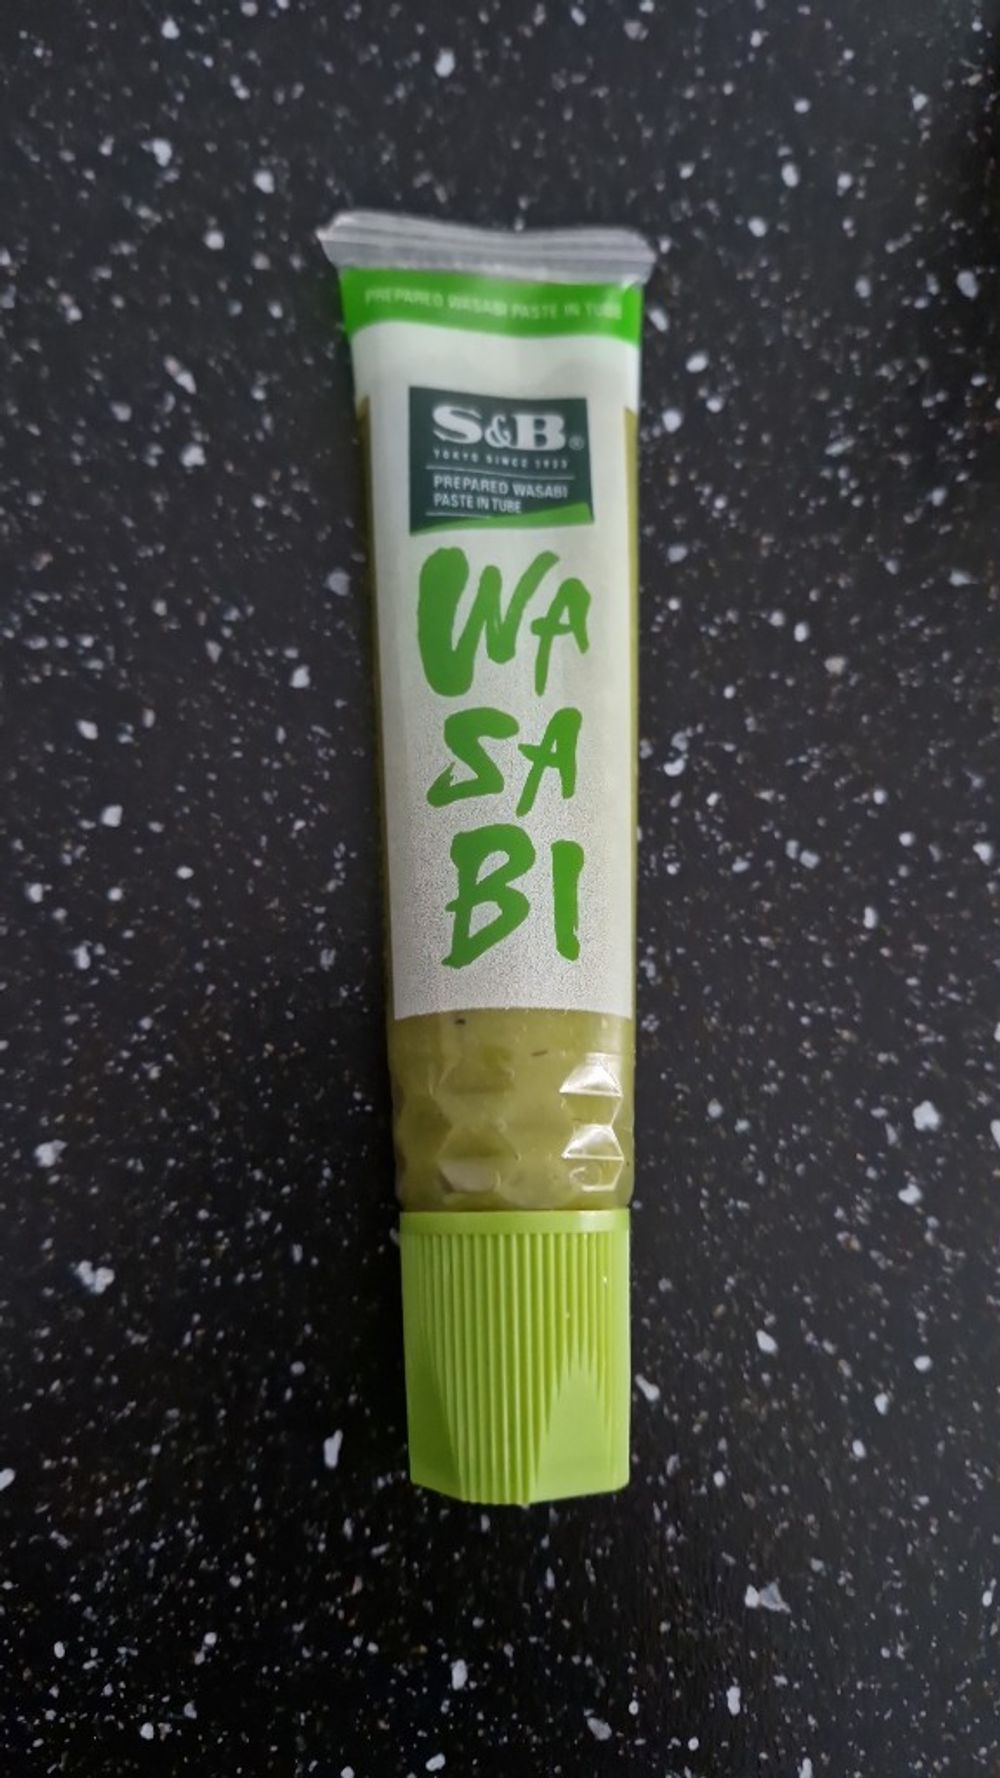 PREPARED WASABI PASTE IN TUBE
S&B®
TOKYO SINCE 1923
PREPARED WASABI
PASTE IN TUBE
WA
SA
BI